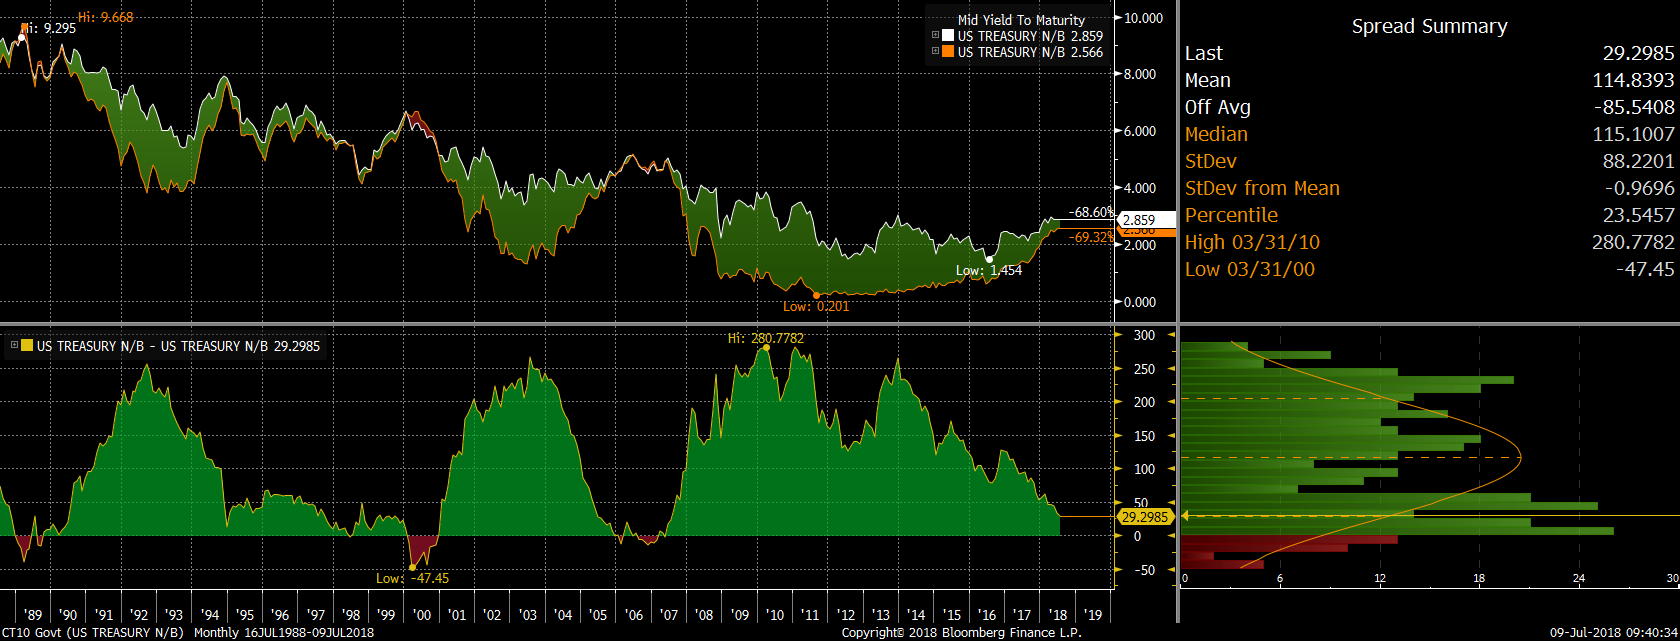 Hi: 9.668
Hi: 9.295
Mid Yield To Maturity
US TREASURY N/B 2.859
US TREASURY N/B 2.566
10.000
8.000
6.000
4.000
2.000
0.000
-68.60%
2.859
2.566
-69.32%
Low: 1.454
Low: 0.201
US TREASURY N/B - US TREASURY N/B 29.2985
Hi: 280.7782
Low: -47.45
300
250
200
150
100
50
29.2985
0
-50
'89 '90 '91 '92 '93 '94 '95 '96 '97 '98 '99 '00 '01 '02 '03 '04 '05 '06 '07 '08 '09 '10 '11 '12 '13 '14 '15 '16 '17 '18 '19
Spread Summary
Last 29.2985
Mean 114.8393
Off Avg -85.5408
Median 115.1007
StDev 88.2201
StDev from Mean -0.9696
Percentile 23.5457
High 03/31/10 280.7782
Low 03/31/00 -47.45
0 6 12 18 24 30
CT10 Govt (US TREASURY N/B) Monthly 16JUL1988-09JUL2018
Copyright© 2018 Bloomberg Finance L.P.
09-Jul-2018 09:40:34